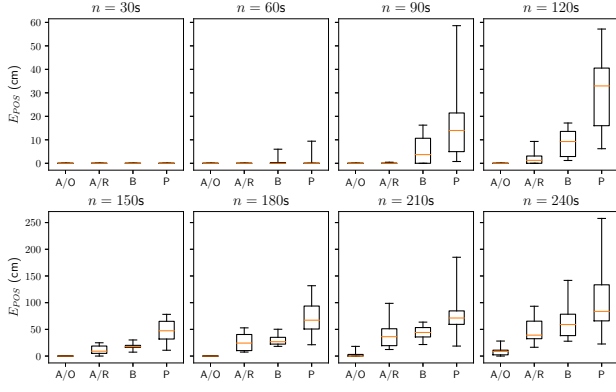 n = 30s
n = 60s
n = 90s
n = 120s
E_POS (cm)
60
50
40
30
20
10
0
A/O A/R B P
A/O A/R B P
A/O A/R B P
A/O A/R B P
n = 150s
n = 180s
n = 210s
n = 240s
E_POS (cm)
250
200
150
100
50
0
A/O A/R B P
A/O A/R B P
A/O A/R B P
A/O A/R B P